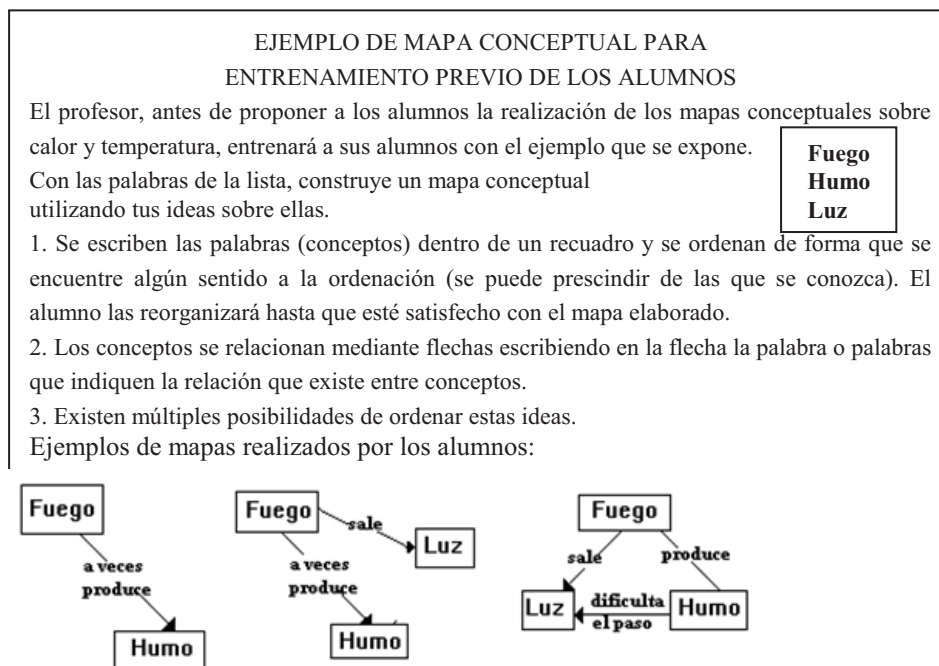 EJEMPLO DE MAPA CONCEPTUAL PARA
ENTRENAMIENTO PREVIO DE LOS ALUMNOS
El profesor, antes de proponer a los alumnos la realización de los mapas conceptuales sobre
calor y temperatura, entrenará a sus alumnos con el ejemplo que se expone.
Con las palabras de la lista, construye un mapa conceptual
utilizando tus ideas sobre ellas.
Fuego
Humo
Luz
1. Se escriben las palabras (conceptos) dentro de un recuadro y se ordenan de forma que se
encuentre algún sentido a la ordenación (se puede prescindir de las que se conozca). El
alumno las reorganizará hasta que esté satisfecho con el mapa elaborado.
2. Los conceptos se relacionan mediante flechas escribiendo en la flecha la palabra o palabras
que indiquen la relación que existe entre conceptos.
3. Existen múltiples posibilidades de ordenar estas ideas.
Ejemplos de mapas realizados por los alumnos:
Fuego
a veces
produce
Humo
Fuego
sale
Luz
a veces
produce
Humo
Fuego
sale
produce
Luz
dificulta
el paso
Humo